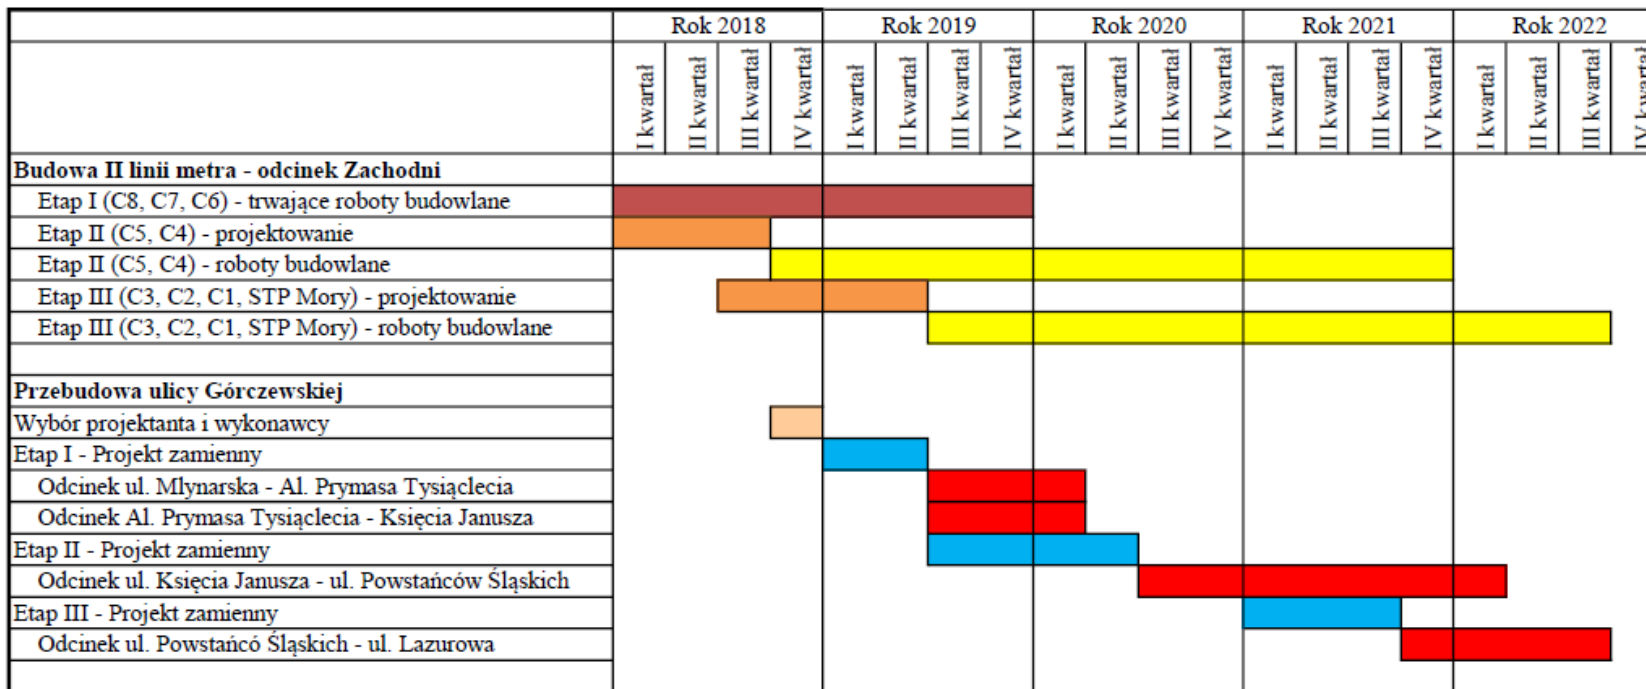 Rok 2018 Rok 2019 Rok 2020 Rok 2021 Rok 2022
I kwartał II kwartał III kwartał IV kwartał I kwartał II kwartał III kwartał IV kwartał I kwartał II kwartał III kwartał IV kwartał I kwartał II kwartał III kwartał IV kwartał I kwartał II kwartał III kwartał IV kwartał
Budowa II linii metra - odcinek Zachodni
Etap I (C8, C7, C6) - trwające roboty budowlane
Etap II (C5, C4) - projektowanie
Etap II (C5, C4) - roboty budowlane
Etap III (C3, C2, C1, STP Mory) - projektowanie
Etap III (C3, C2, C1, STP Mory) - roboty budowlane
Przebudowa ulicy Górczewskiej
Wybór projektanta i wykonawcy
Etap I - Projekt zamienny
Odcinek ul. Mlynarska - Al. Prymasa Tysiąclecia
Odcinek Al. Prymasa Tysiąclecia - Księcia Janusza
Etap II - Projekt zamienny
Odcinek ul. Księcia Janusza - ul. Powstańców Śląskich
Etap III - Projekt zamienny
Odcinek ul. Powstańcó Śląskich - ul. Lazurowa